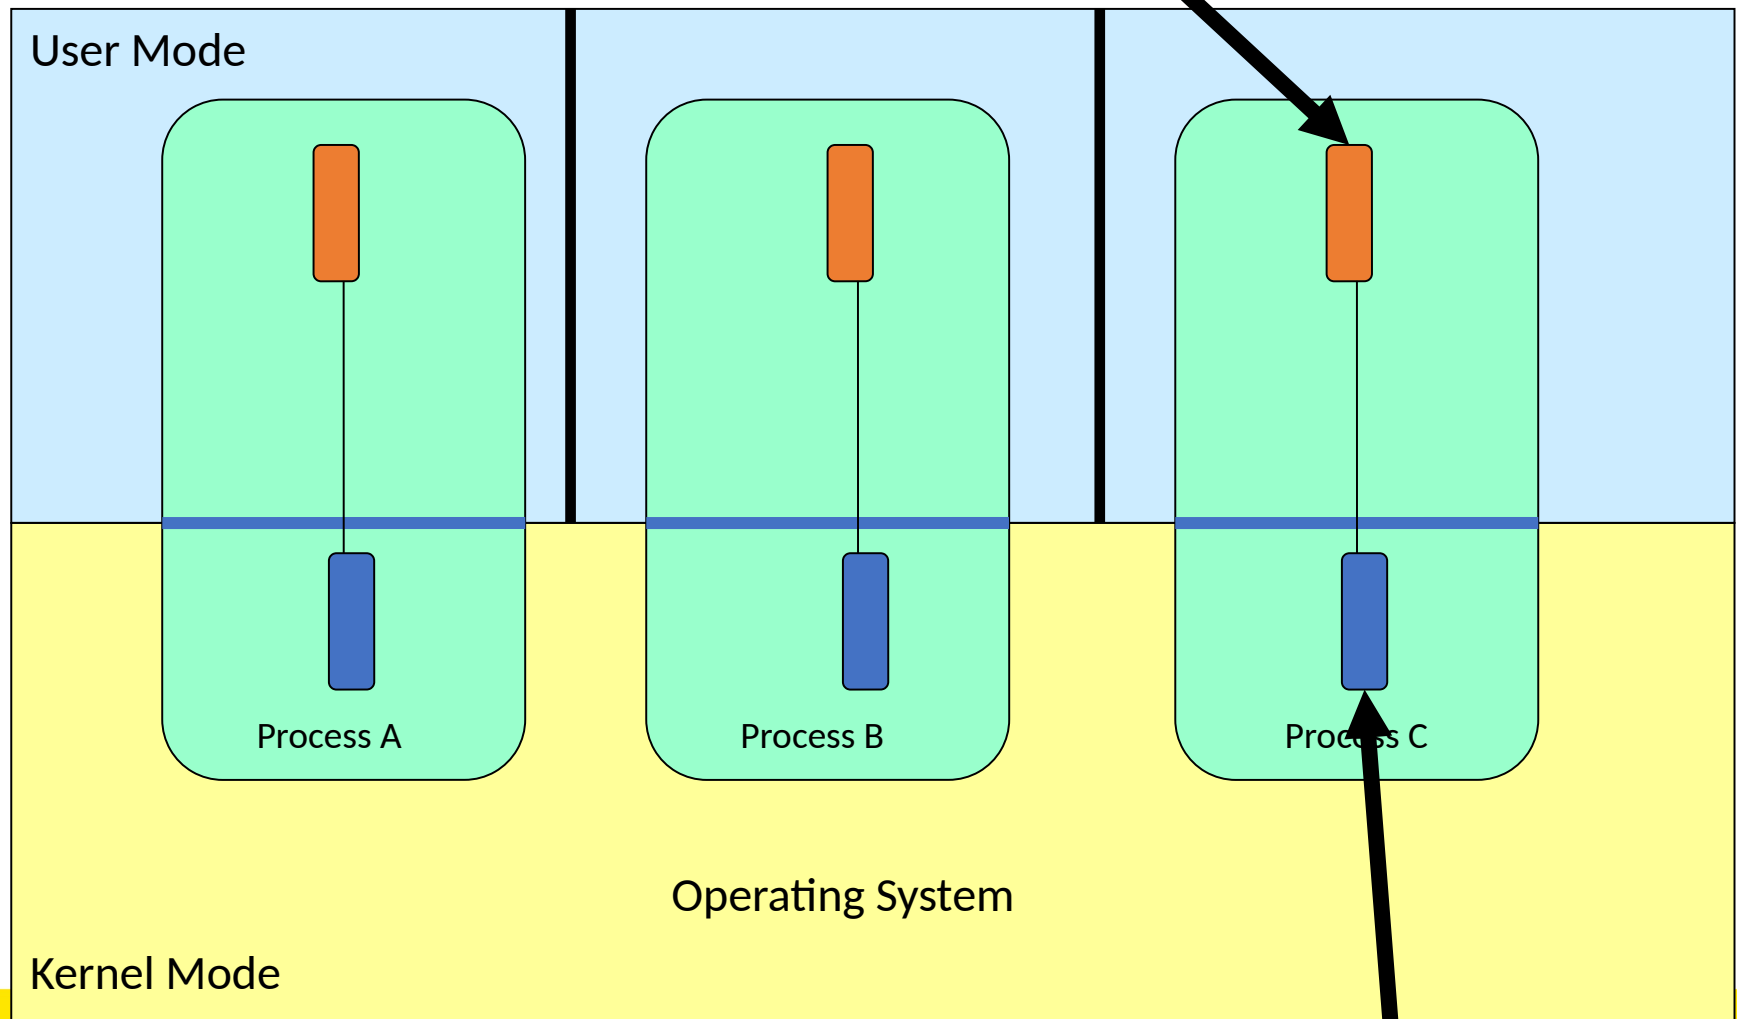 User Mode
Process A
Process B
Process C
Operating System
Kernel Mode